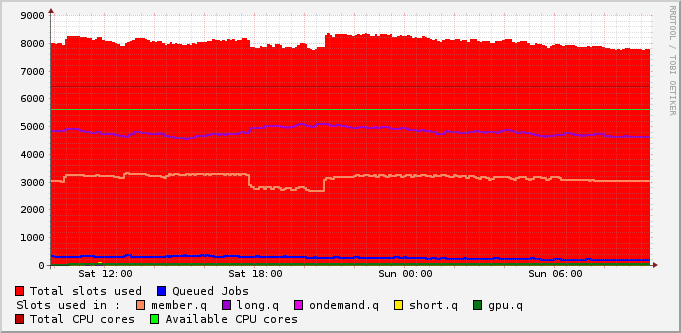 RRDTOOL / TOBI OETIKER
9000
8000
7000
6000
5000
4000
3000
2000
1000
0
Sat 12:00 Sat 18:00 Sun 00:00 Sun 06:00
Total slots used Queued Jobs
Slots used in : member.q long.q ondemand.q short.q gpu.q
Total CPU cores Available CPU cores